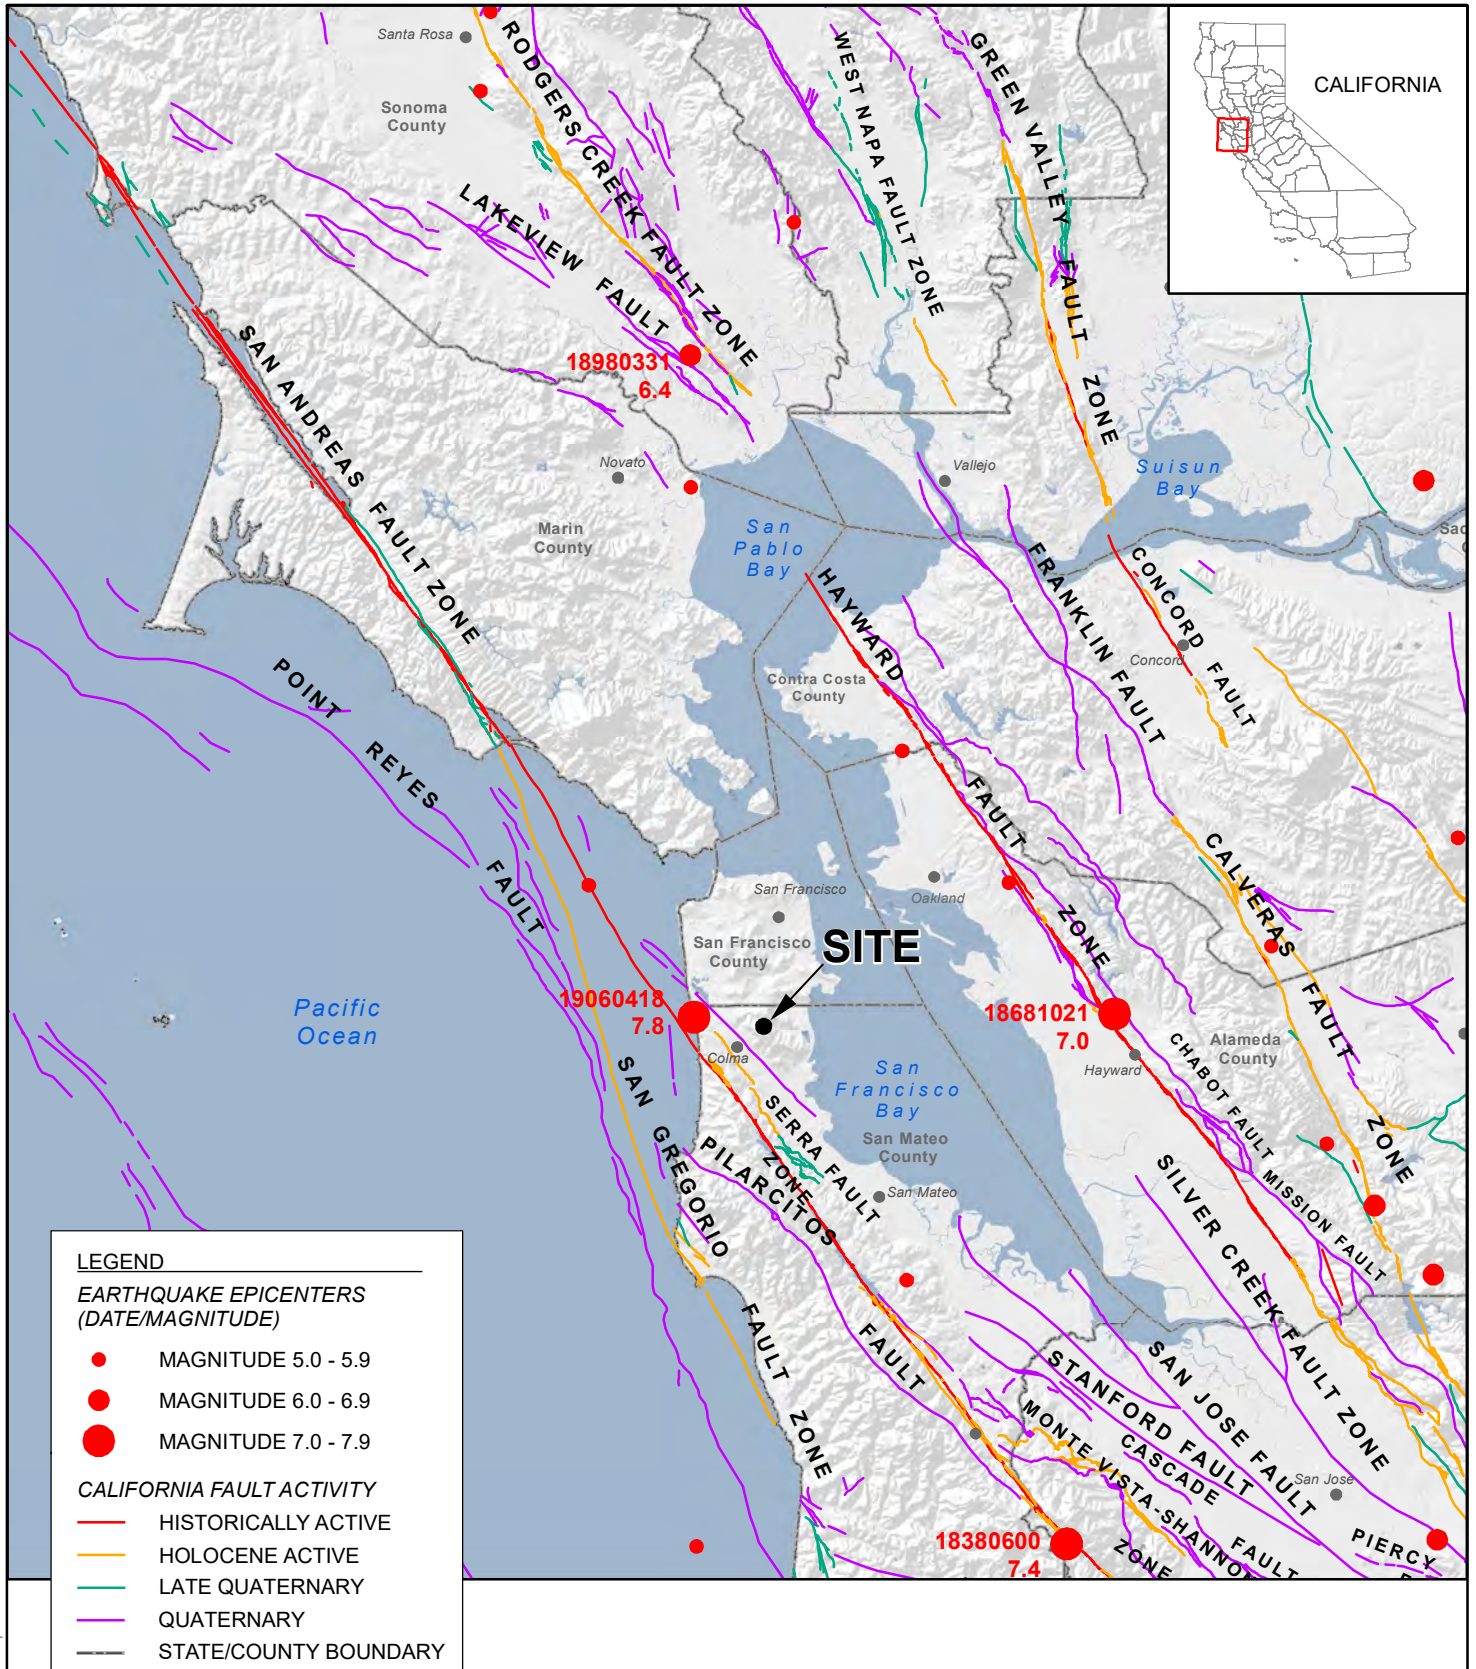 CALIFORNIA
Santa Rosa
Sonoma
County
RODGERS CREEK FAULT ZONE
WEST NAPA FAULT ZONE
GREEN VALLEY FAULT ZONE
LAKEVIEW FAULT
18980331
6.4
SAN ANDREAS FAULT ZONE
Novato
Vallejo
Suisun
Bay
Marin
County
San
Pablo
Bay
HAYWARD FAULT ZONE
FRANKLIN FAULT
CONCORD FAULT
Concord
Contra Costa
County
POINT REYES FAULT
San Francisco
Oakland
CALVERAS FAULT ZONE
San Francisco
County
SITE
Pacific
Ocean
19060418
7.8
18681021
7.0
Colma
Hayward
Alameda
County
CHABOT FAULT
San
Francisco
Bay
SAN GREGORIO FAULT ZONE
SERRA FAULT
ZONE
San Mateo
County
San Mateo
PILARCITOS FAULT
MISSION FAULT
SILVER CREEK FAULT ZONE
SAN JOSE FAULT
STANFORD FAULT
CASCADE FAULT
MONTE VISTA-SHANNON
ZONE
San Jose
PIERCY
18380600
7.4
LEGEND
EARTHQUAKE EPICENTERS
(DATE/MAGNITUDE)
MAGNITUDE 5.0 - 5.9
MAGNITUDE 6.0 - 6.9
MAGNITUDE 7.0 - 7.9
CALIFORNIA FAULT ACTIVITY
HISTORICALLY ACTIVE
HOLOCENE ACTIVE
LATE QUATERNARY
QUATERNARY
STATE/COUNTY BOUNDARY